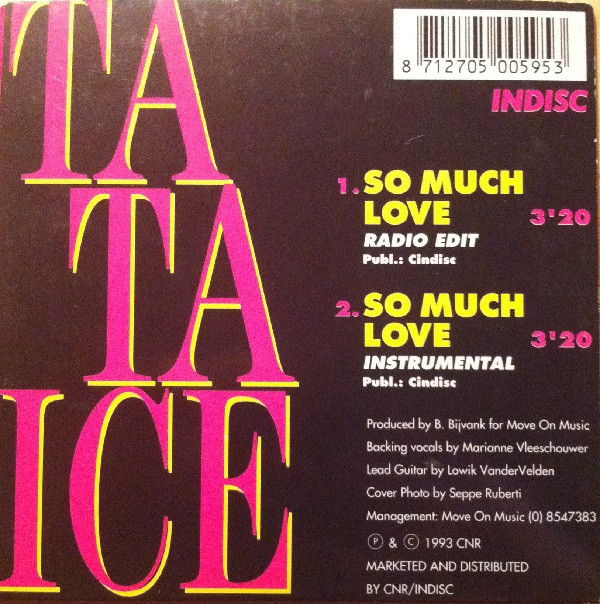 TA
TA
ICE
8 712705 005953
INDISC
1. SO MUCH
LOVE 3'20
RADIO EDIT
Publ.: Cindisc
2. SO MUCH
LOVE 3'20
INSTRUMENTAL
Publ.: Cindisc
Produced by B. Bijvank for Move On Music
Backing vocals by Marianne Vleeschouwer
Lead Guitar by Lowik VanderVelden
Cover Photo by Seppe Ruberti
Management: Move On Music (0) 8547383
Ⓟ & © 1993 CNR
MARKETED AND DISTRIBUTED
BY CNR/INDISC